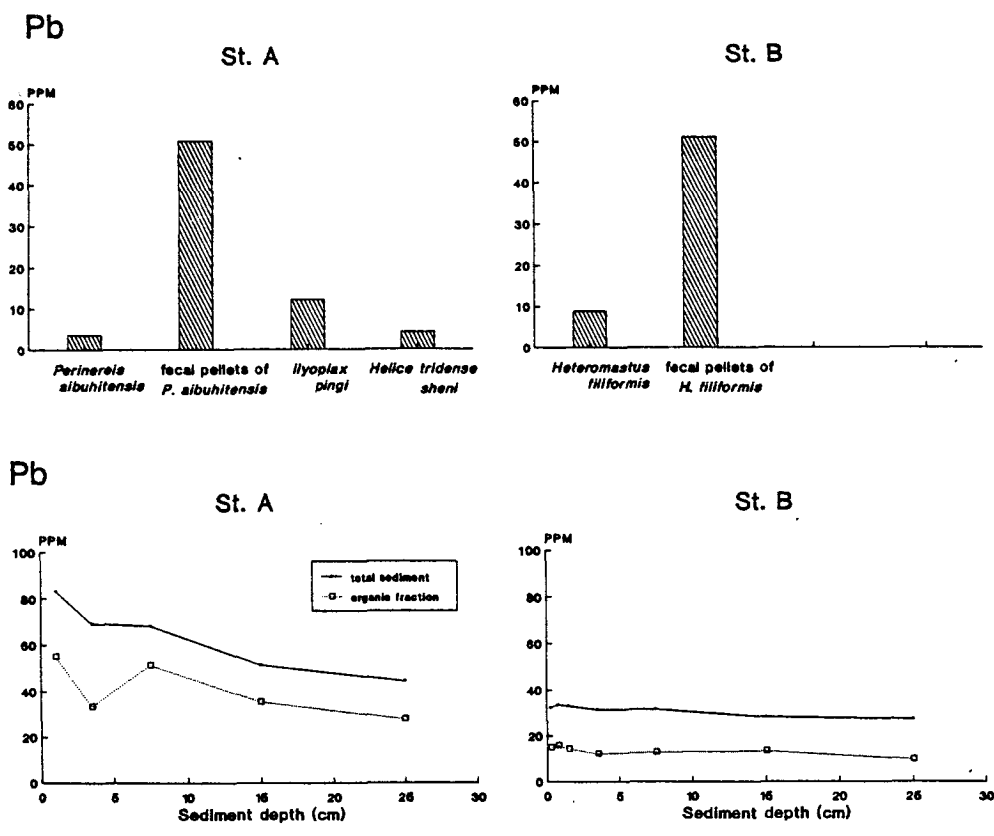 Pb
St. A
PPM
60
50
40
30
20
10
0
Perinereis aibuhitensis
fecal pellets of P. aibuhitensis
Ilyoplax pingi
Helice tridense sheni
St. B
PPM
60
50
40
30
20
10
0
Heteromastus filiformis
fecal pellets of H. filiformis
Pb
St. A
PPM
100
80
60
40
20
0
total sediment
organic fraction
0 5 10 15 20 25 30
Sediment depth (cm)
St. B
PPM
100
80
60
40
20
0
0 5 10 15 20 25 30
Sediment depth (cm)